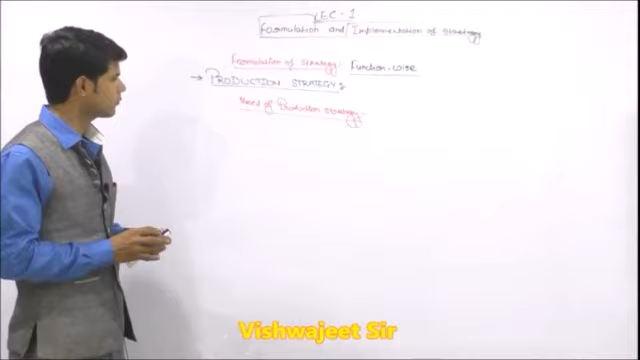 LEC - 1
Formulation and Implementation of Strategy
Formulation of Strategy: Function-wise
→ PRODUCTION STRATEGY:
Need of Production Strategy
Vishwajeet Sir